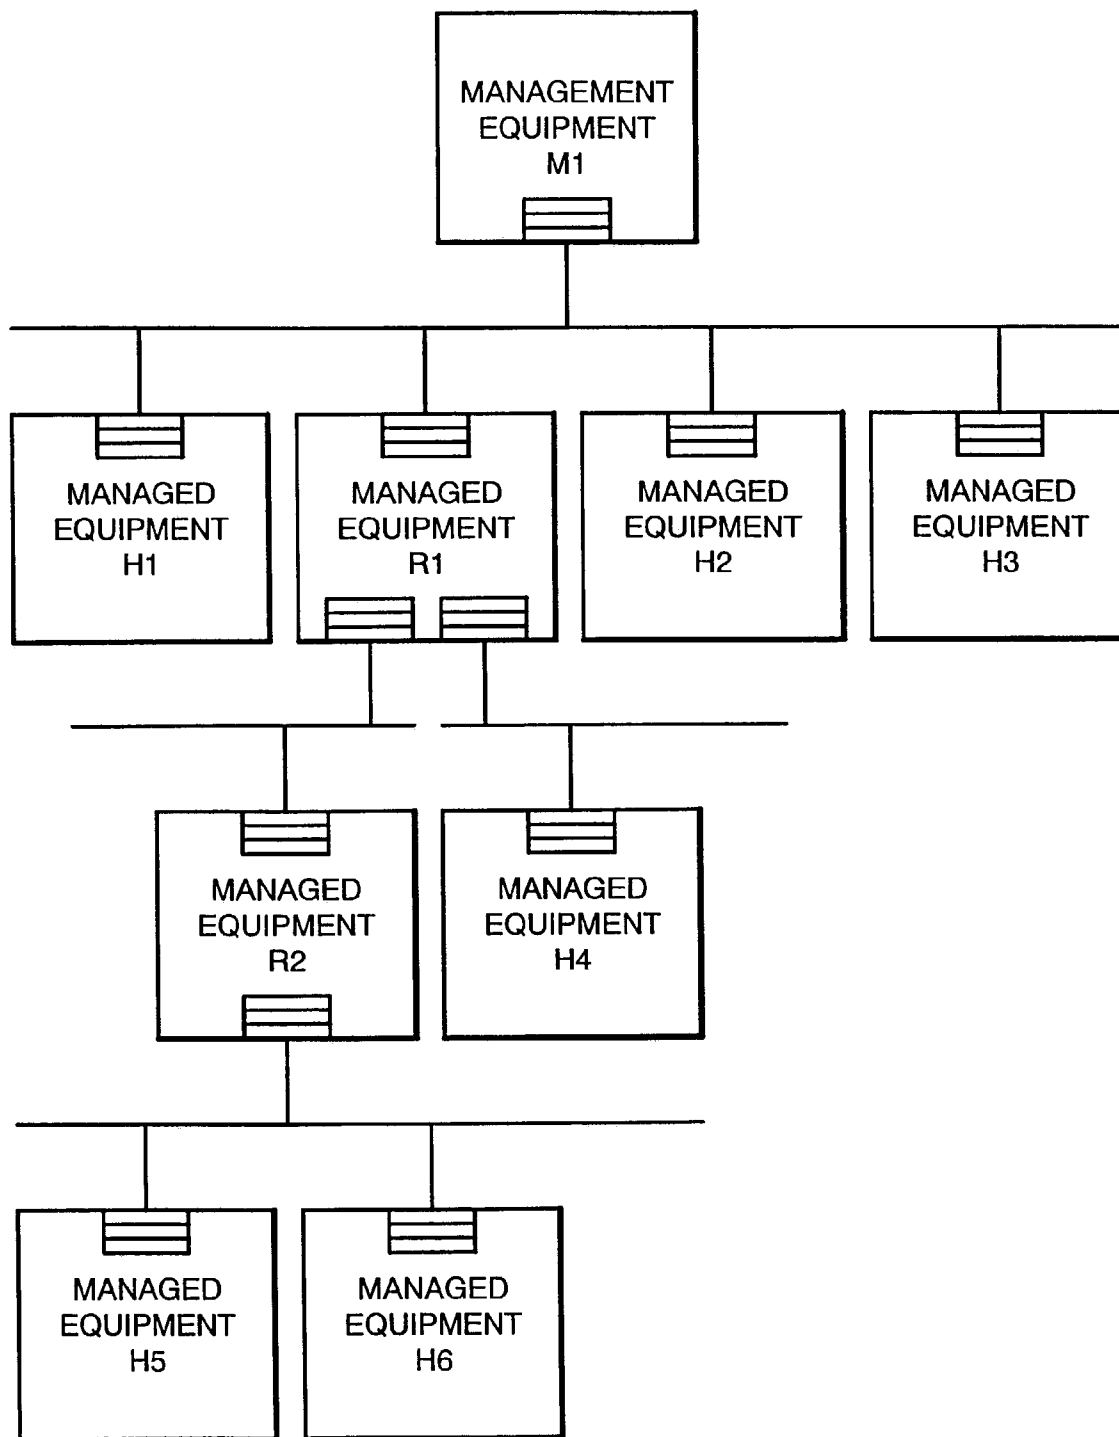 MANAGEMENT
EQUIPMENT
M1
MANAGED
EQUIPMENT
H1
MANAGED
EQUIPMENT
R1
MANAGED
EQUIPMENT
H2
MANAGED
EQUIPMENT
H3
MANAGED
EQUIPMENT
R2
MANAGED
EQUIPMENT
H4
MANAGED
EQUIPMENT
H5
MANAGED
EQUIPMENT
H6